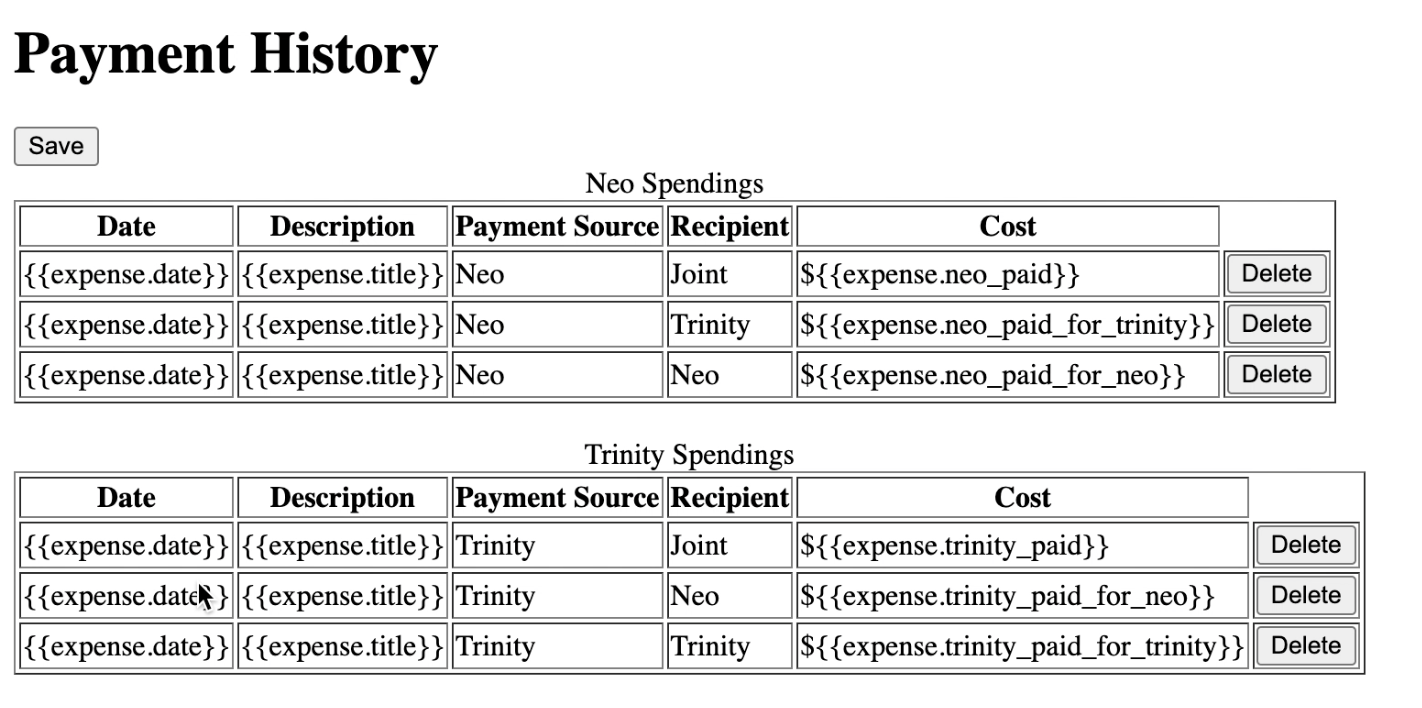 Payment History
Save
Neo Spendings
Date Description Payment Source Recipient Cost
{{expense.date}} {{expense.title}} Neo Joint ${{expense.neo_paid}} Delete
{{expense.date}} {{expense.title}} Neo Trinity ${{expense.neo_paid_for_trinity}} Delete
{{expense.date}} {{expense.title}} Neo Neo ${{expense.neo_paid_for_neo}} Delete
Trinity Spendings
Date Description Payment Source Recipient Cost
{{expense.date}} {{expense.title}} Trinity Joint ${{expense.trinity_paid}} Delete
{{expense.date}} {{expense.title}} Trinity Neo ${{expense.trinity_paid_for_neo}} Delete
{{expense.date}} {{expense.title}} Trinity Trinity ${{expense.trinity_paid_for_trinity}} Delete